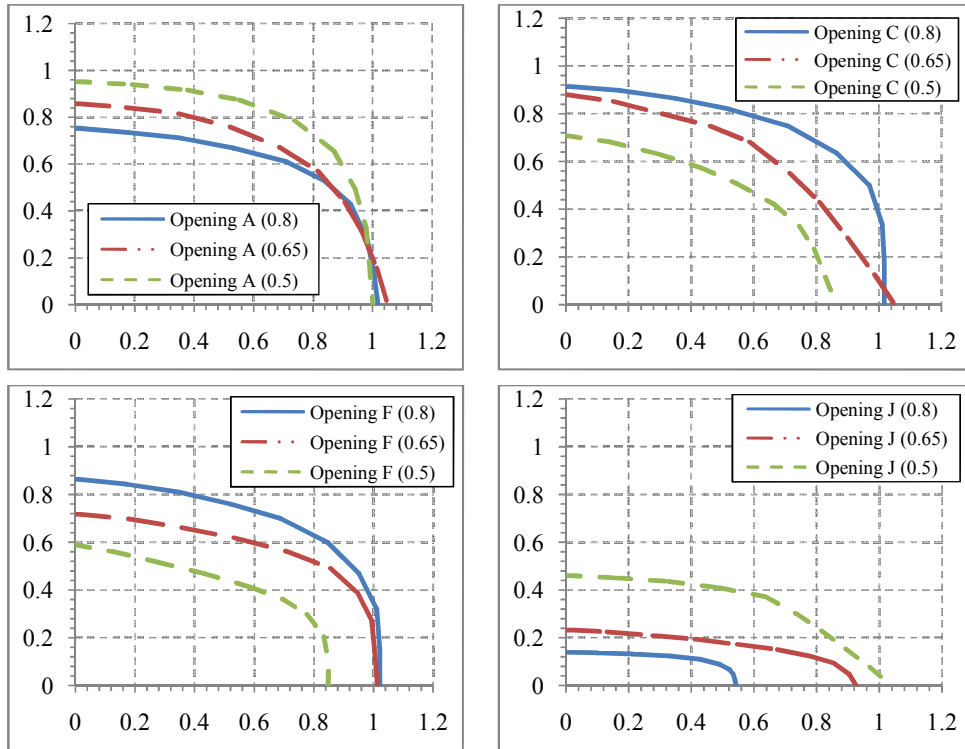 1.2
1
0.8
0.6
0.4
0.2
0
0 0.2 0.4 0.6 0.8 1 1.2
Opening A (0.8)
Opening A (0.65)
Opening A (0.5)
1.2
1
0.8
0.6
0.4
0.2
0
0 0.2 0.4 0.6 0.8 1 1.2
Opening C (0.8)
Opening C (0.65)
Opening C (0.5)
1.2
1
0.8
0.6
0.4
0.2
0
0 0.2 0.4 0.6 0.8 1 1.2
Opening F (0.8)
Opening F (0.65)
Opening F (0.5)
1.2
1
0.8
0.6
0.4
0.2
0
0 0.2 0.4 0.6 0.8 1 1.2
Opening J (0.8)
Opening J (0.65)
Opening J (0.5)